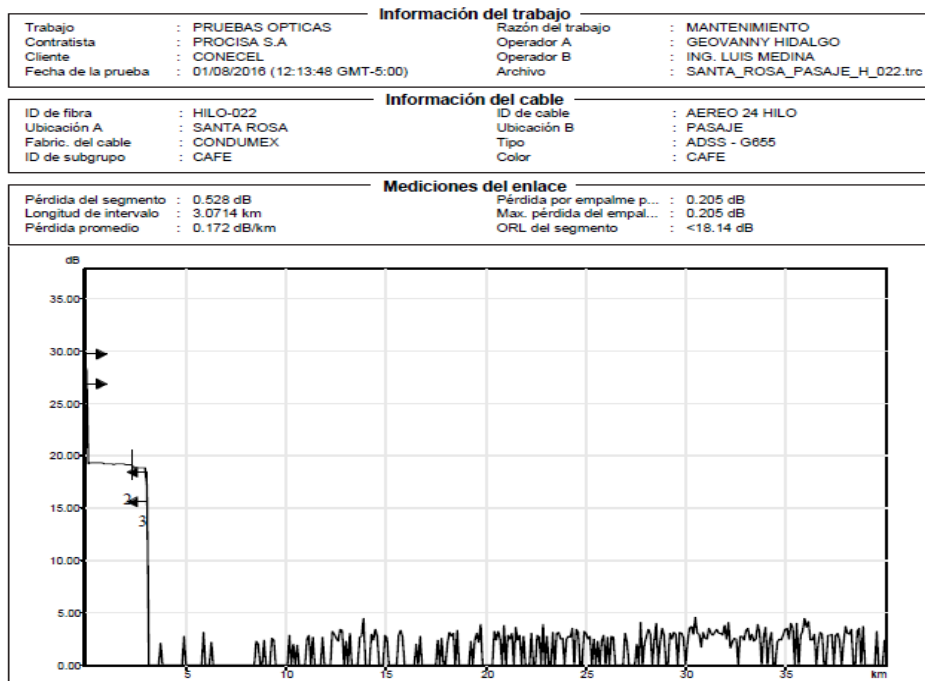 Información del trabajo
Trabajo : PRUEBAS OPTICAS Razón del trabajo : MANTENIMIENTO
Contratista : PROCISA S.A Operador A : GEOVANNY HIDALGO
Cliente : CONECEL Operador B : ING. LUIS MEDINA
Fecha de la prueba : 01/08/2016 (12:13:48 GMT-5:00) Archivo : SANTA_ROSA_PASAJE_H_022.trc
Información del cable
ID de fibra : HILO-022 ID de cable : AEREO 24 HILO
Ubicación A : SANTA ROSA Ubicación B : PASAJE
Fabric. del cable : CONDUMEX Tipo : ADSS - G655
ID de subgrupo : CAFE Color : CAFE
Mediciones del enlace
Pérdida del segmento : 0.528 dB Pérdida por empalme p... : 0.205 dB
Longitud de intervalo : 3.0714 km Max. pérdida del empal... : 0.205 dB
Pérdida promedio : 0.172 dB/km ORL del segmento : <18.14 dB
dB
35.00
30.00
25.00
20.00
2
15.00
3
10.00
5.00
0.00
5 10 15 20 25 30 35 km